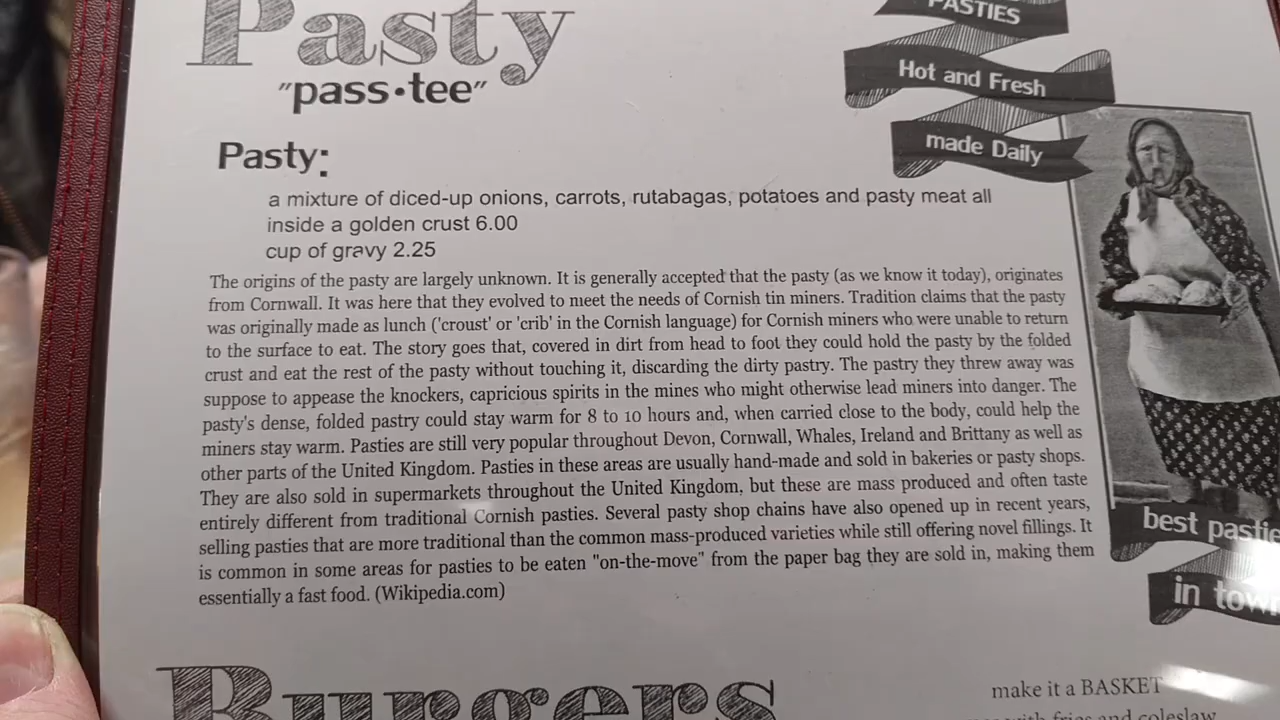 Pasty
"pass•tee"
PASTIES
Hot and Fresh
made Daily
Pasty:
a mixture of diced-up onions, carrots, rutabagas, potatoes and pasty meat all
inside a golden crust 6.00
cup of gravy 2.25
The origins of the pasty are largely unknown. It is generally accepted that the pasty (as we know it today), originates
from Cornwall. It was here that they evolved to meet the needs of Cornish tin miners. Tradition claims that the pasty
was originally made as lunch ('croust' or 'crib' in the Cornish language) for Cornish miners who were unable to return
to the surface to eat. The story goes that, covered in dirt from head to foot they could hold the pasty by the folded
crust and eat the rest of the pasty without touching it, discarding the dirty pastry. The pastry they threw away was
suppose to appease the knockers, capricious spirits in the mines who might otherwise lead miners into danger. The
pasty's dense, folded pastry could stay warm for 8 to 10 hours and, when carried close to the body, could help the
miners stay warm. Pasties are still very popular throughout Devon, Cornwall, Whales, Ireland and Brittany as well as
other parts of the United Kingdom. Pasties in these areas are usually hand-made and sold in bakeries or pasty shops.
They are also sold in supermarkets throughout the United Kingdom, but these are mass produced and often taste
entirely different from traditional Cornish pasties. Several pasty shop chains have also opened up in recent years,
selling pasties that are more traditional than the common mass-produced varieties while still offering novel fillings. It
is common in some areas for pasties to be eaten "on-the-move" from the paper bag they are sold in, making them
essentially a fast food. (Wikipedia.com)
best pastie
in tow
Burgers
make it a BASKET
with fries and coleslaw